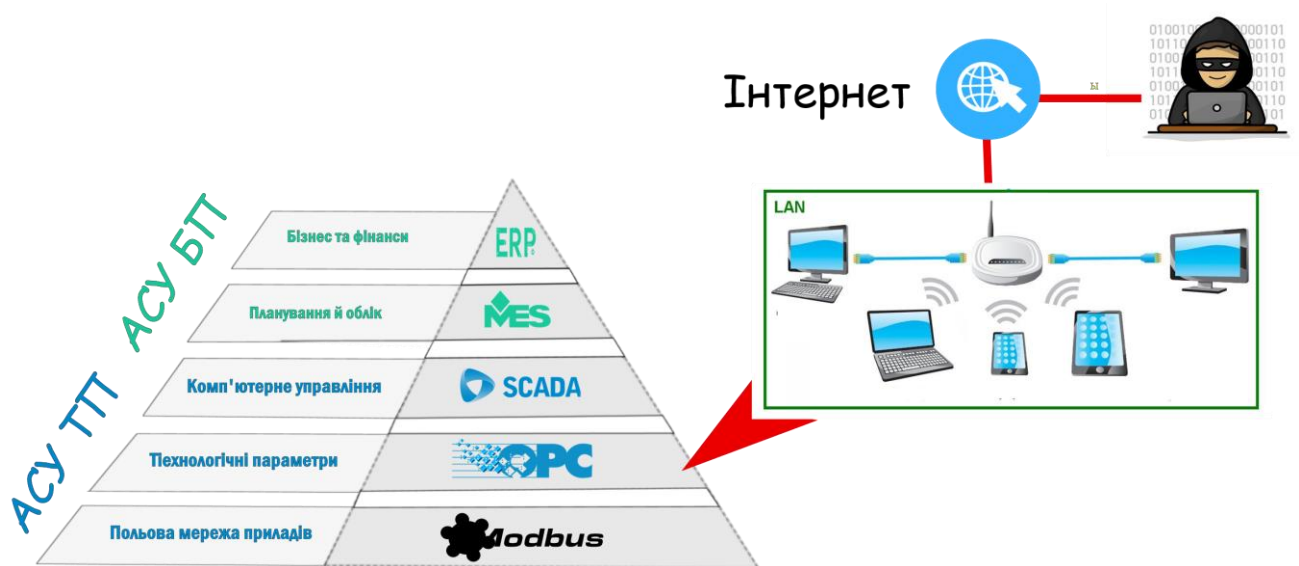 Інтернет
ы
LAN
АСУ БП
АСУ ТП
Бізнес та фінанси
ERP
Планування й облік
MES
Комп'ютерне управління
SCADA
Технологічні параметри
OPC
Польова мережа приладів
Modbus